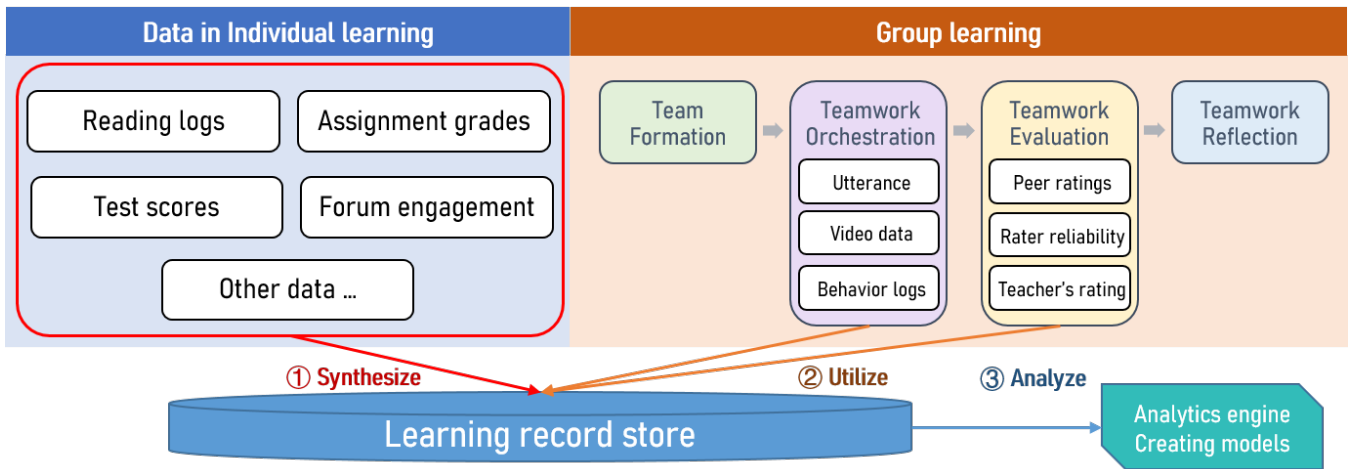 Data in Individual learning
Group learning
Reading logs
Assignment grades
Test scores
Forum engagement
Other data ...
Team
Formation
Teamwork
Orchestration
Utterance
Video data
Behavior logs
Teamwork
Evaluation
Peer ratings
Rater reliability
Teacher's rating
Teamwork
Reflection
① Synthesize
② Utilize
③ Analyze
Learning record store
Analytics engine
Creating models